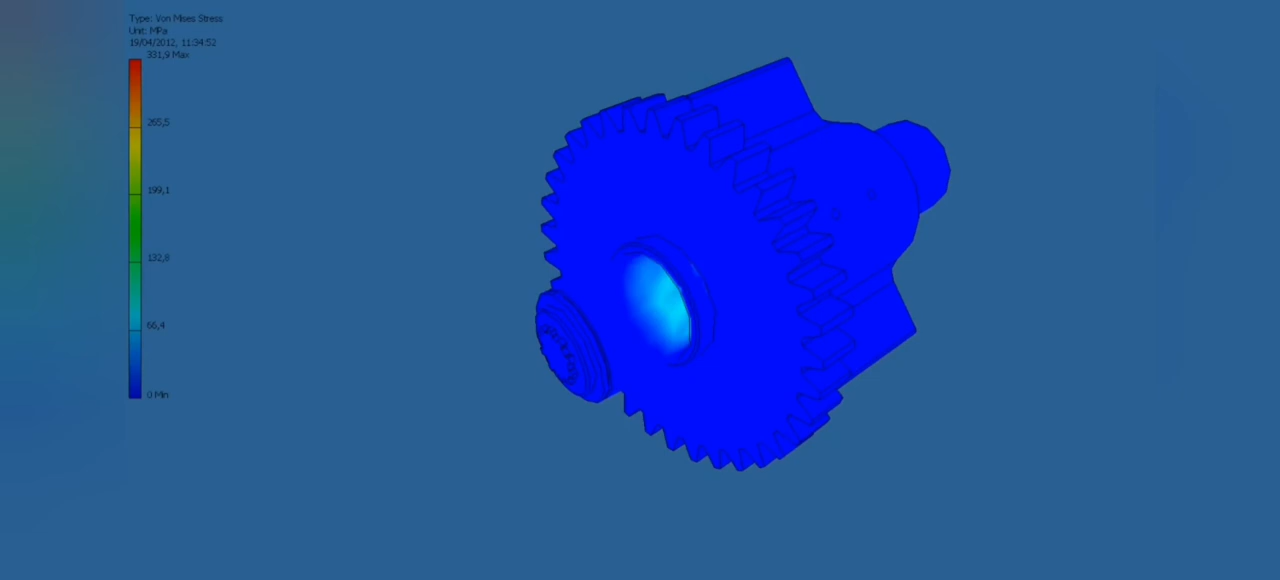 Type: Von Mises Stress
Unit: MPa
19/04/2012, 11:34:52
331,9 Max
265,5
199,1
132,8
66,4
0 Min